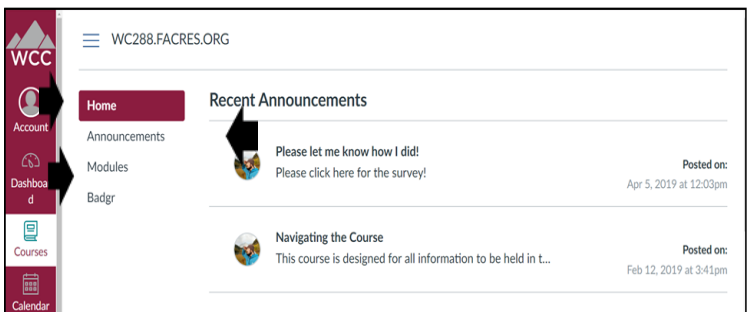 WCC
Account
Dashboa
d
Courses
Calendar
WC288.FACRES.ORG
Home
Announcements
Modules
Badgr
Recent Announcements
Please let me know how I did!
Please click here for the survey!
Posted on:
Apr 5, 2019 at 12:03pm
Navigating the Course
This course is designed for all information to be held in t...
Posted on:
Feb 12, 2019 at 3:41pm